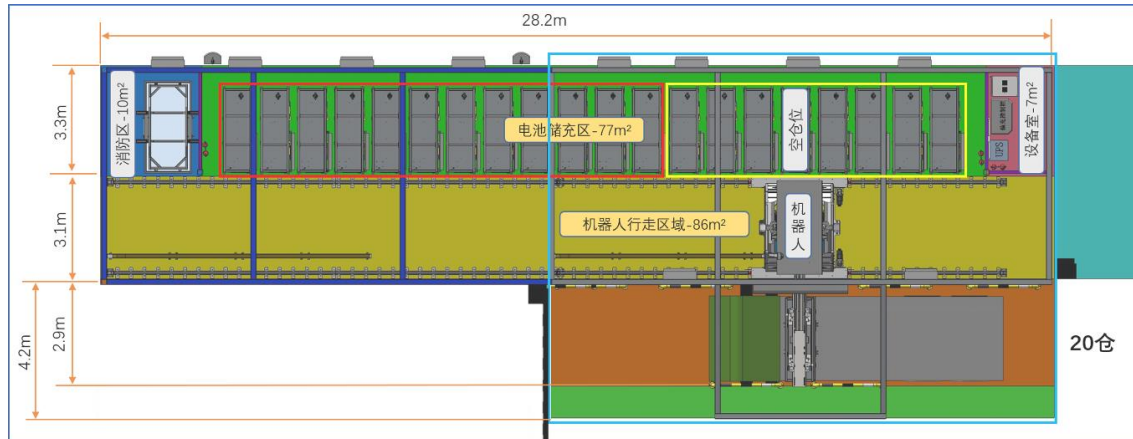 28.2m
3.3m
消防区-10m²
电池储充区-77m²
空仓位
UPS
设备室-7m²
3.1m
机器人行走区域-86m²
机器人
4.2m
2.9m
20仓